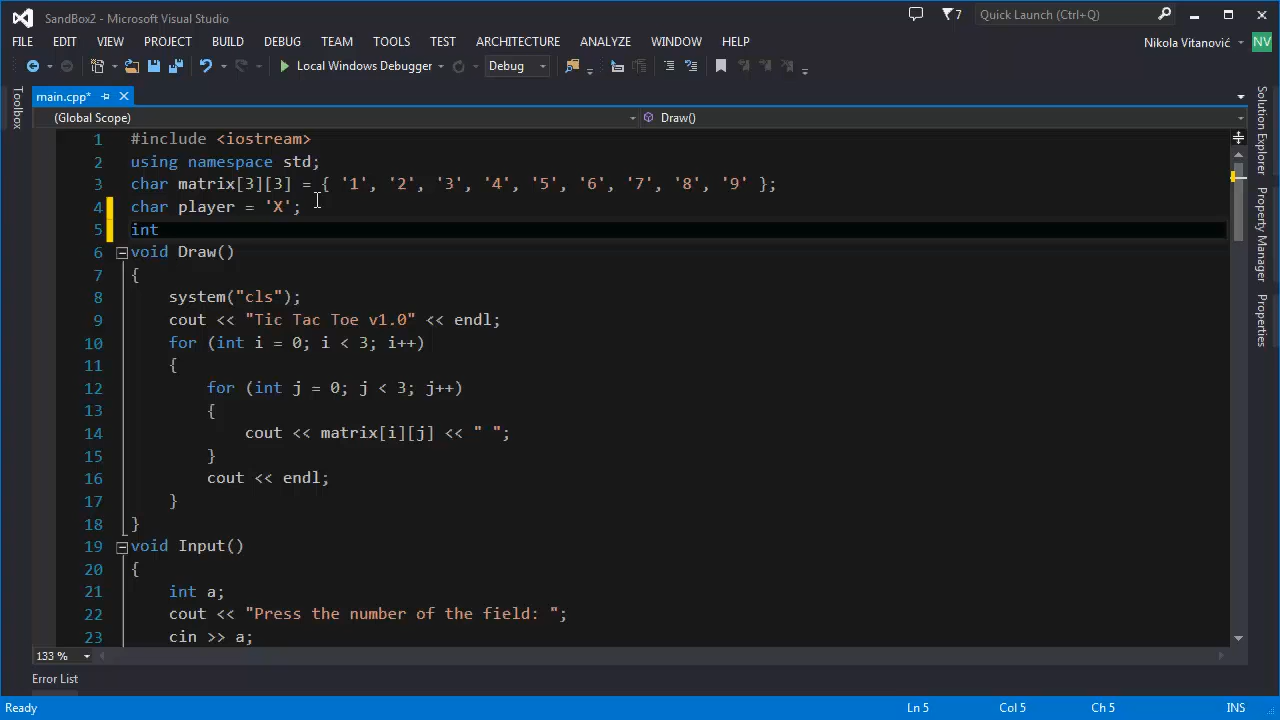 SandBox2 - Microsoft Visual Studio
7
Quick Launch (Ctrl+Q)
FILE EDIT VIEW PROJECT BUILD DEBUG TEAM TOOLS TEST ARCHITECTURE ANALYZE WINDOW HELP
Nikola Vitanović NV
Local Windows Debugger Debug
Toolbox
main.cpp*
(Global Scope) Draw()
1 #include <iostream>
2 using namespace std;
3 char matrix[3][3] = { '1', '2', '3', '4', '5', '6', '7', '8', '9' };
4 char player = 'X';
5 int
6 void Draw()
7 {
8 system("cls");
9 cout << "Tic Tac Toe v1.0" << endl;
10 for (int i = 0; i < 3; i++)
11 {
12 for (int j = 0; j < 3; j++)
13 {
14 cout << matrix[i][j] << " ";
15 }
16 cout << endl;
17 }
18 }
19 void Input()
20 {
21 int a;
22 cout << "Press the number of the field: ";
23 cin >> a;
Solution Explorer
Property Manager
Properties
133 %
Error List
Ready Ln 5 Col 5 Ch 5 INS